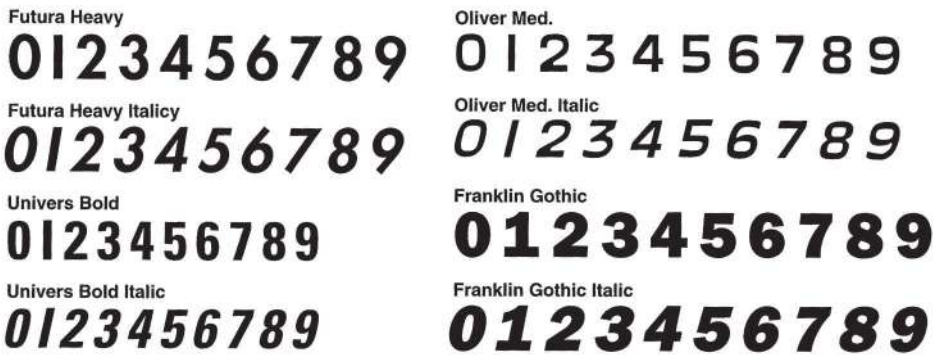 Futura Heavy
0123456789
Futura Heavy Italicy
0123456789
Univers Bold
0123456789
Univers Bold Italic
0123456789
Oliver Med.
0123456789
Oliver Med. Italic
0123456789
Franklin Gothic
0123456789
Franklin Gothic Italic
0123456789